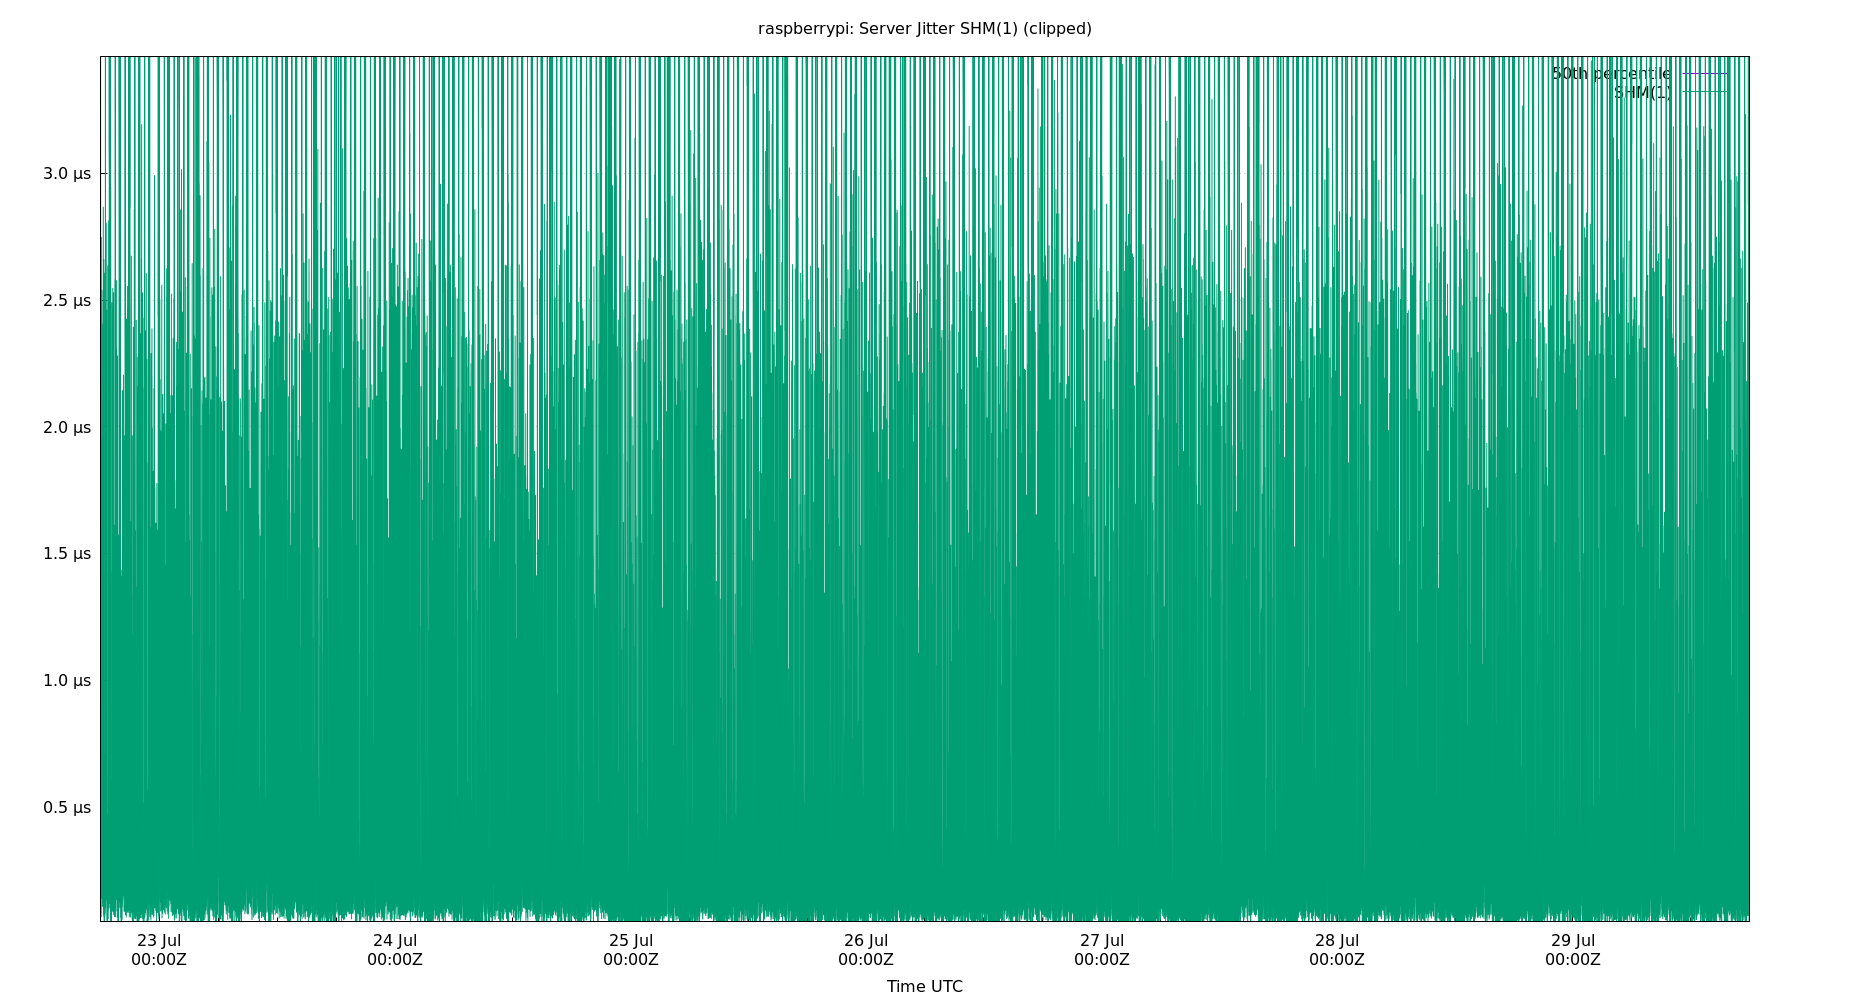 raspberrypi: Server Jitter SHM(1) (clipped)
50th percentile
SHM(1)
3.0 µs
2.5 µs
2.0 µs
1.5 µs
1.0 µs
0.5 µs
23 Jul 24 Jul 25 Jul 26 Jul 27 Jul 28 Jul 29 Jul
00:00Z 00:00Z 00:00Z 00:00Z 00:00Z 00:00Z 00:00Z
Time UTC